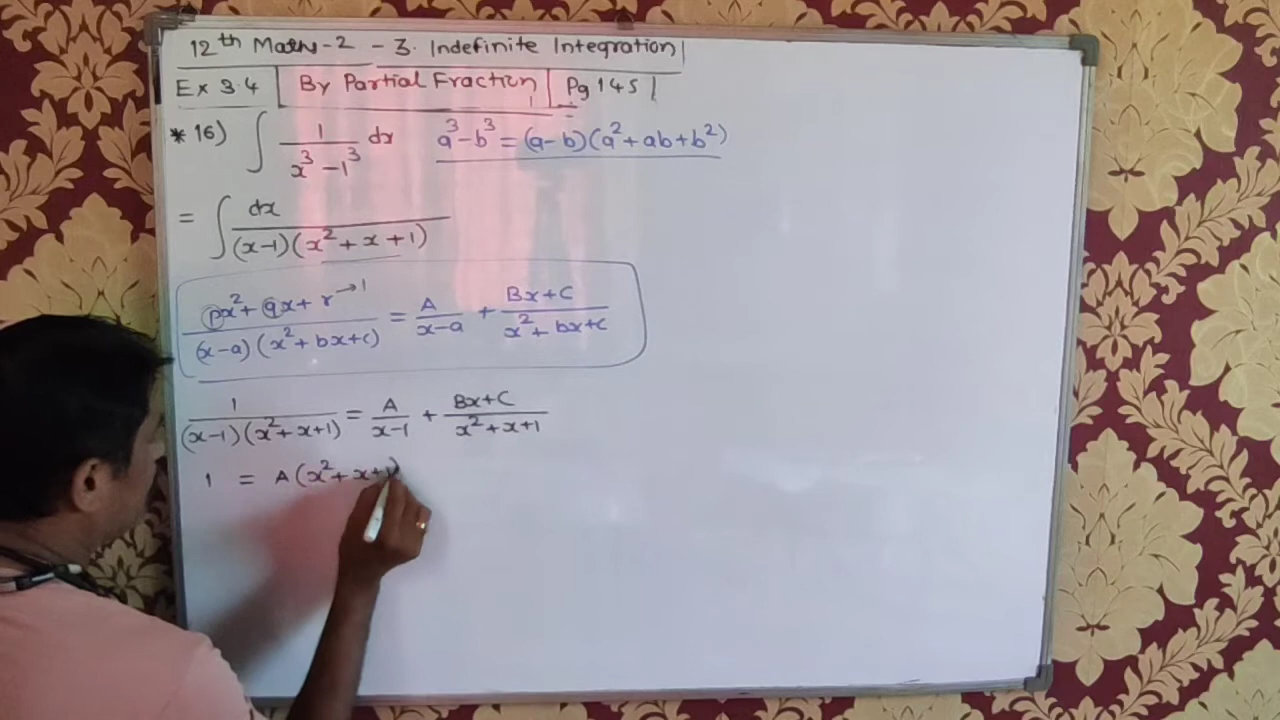 12th Maths-2 - 3. Indefinite Integration
Ex 3.4 By Partial Fraction Pg 145
* 16) ∫ 1/(x³ - 1³) dx a³ - b³ = (a - b)(a² + ab + b²)
= ∫ dx/((x-1)(x² + x + 1))
(px² + qx + r → 1)/((x-a)(x² + bx + c)) = A/(x-a) + (Bx + C)/(x² + bx + c)
1/((x-1)(x² + x + 1)) = A/(x-1) + (Bx + C)/(x² + x + 1)
1 = A(x² + x + 1)